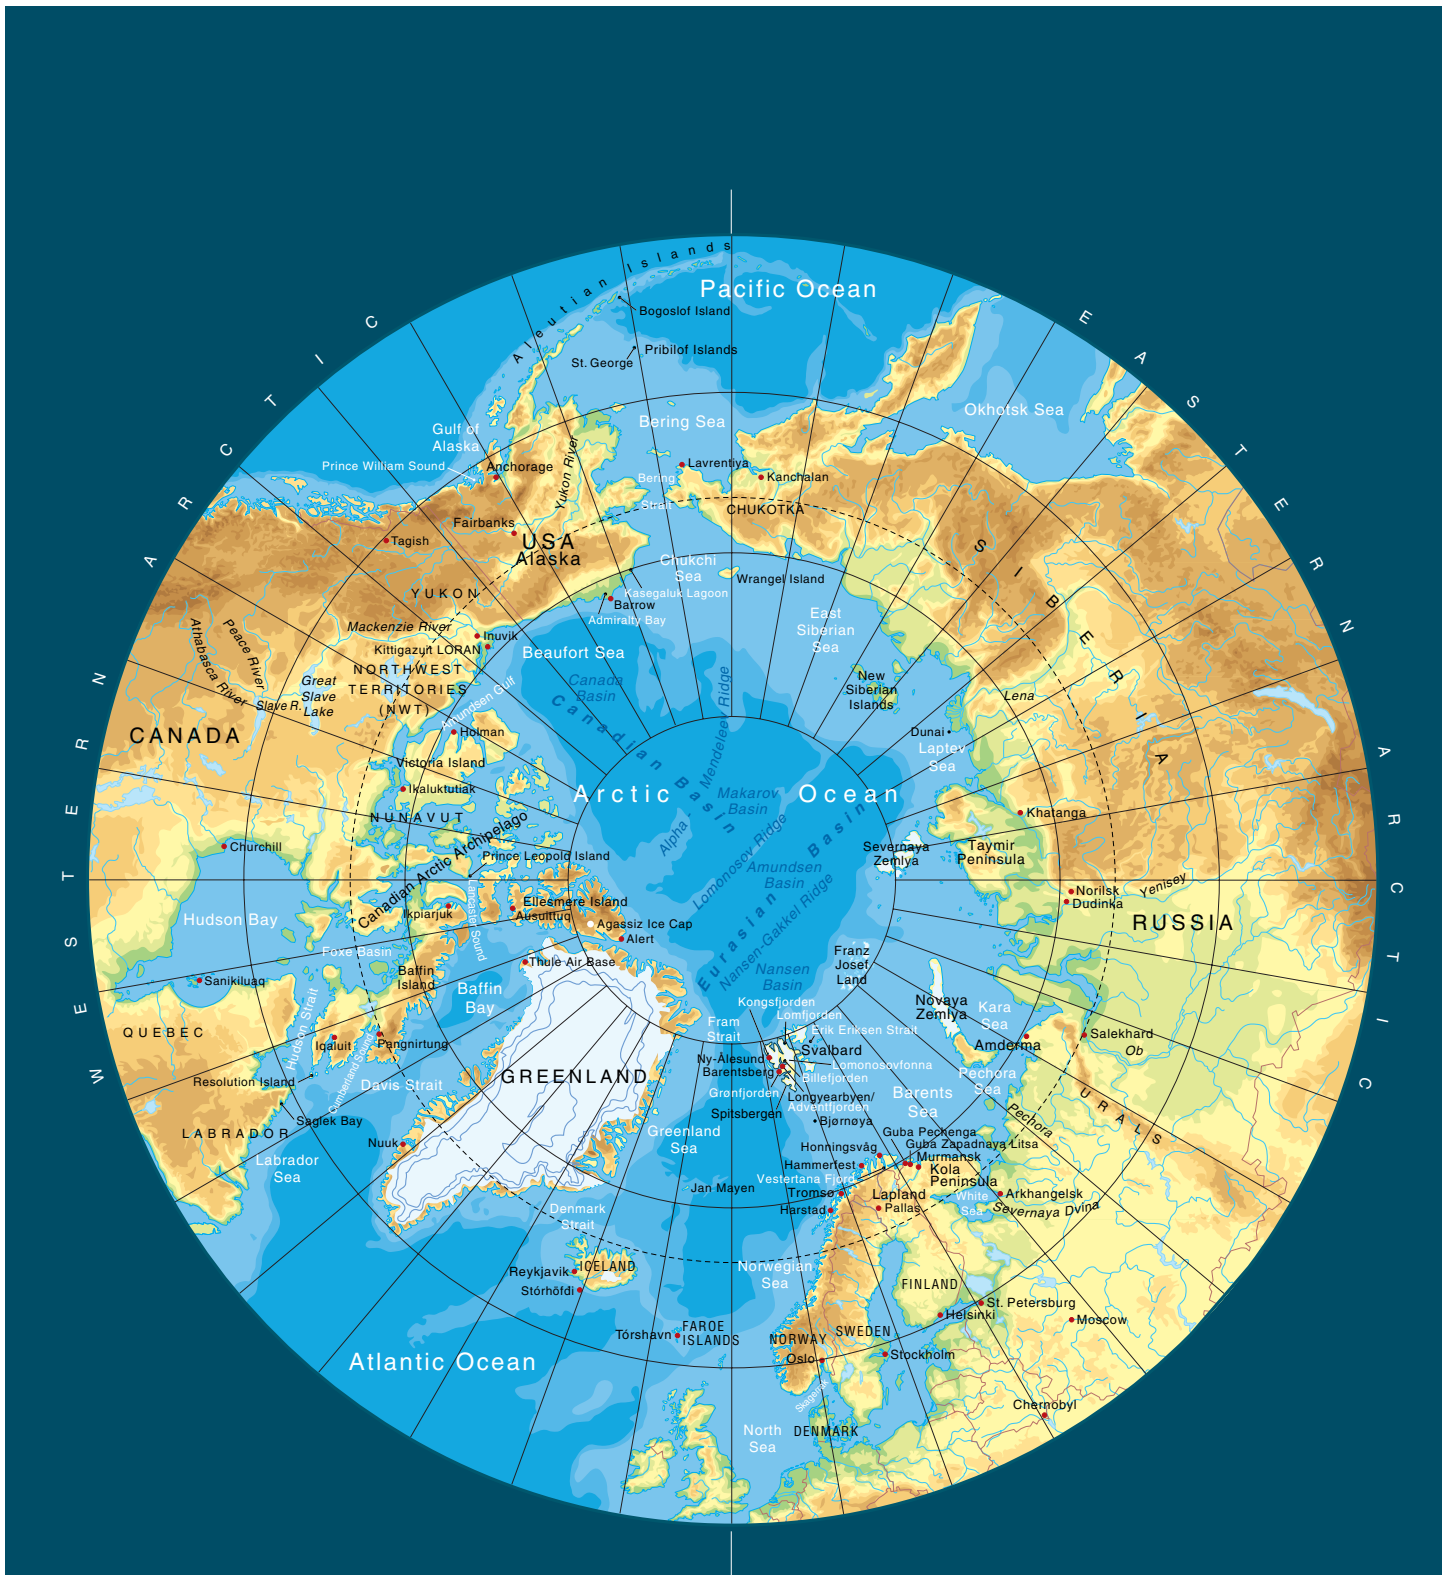 WESTERN ARCTIC
EASTERN ARCTIC
Aleutian Islands
Pacific Ocean
Bogoslof Island
Pribilof Islands
St. George
Okhotsk Sea
Bering Sea
Gulf of
Alaska
Prince William Sound
Anchorage
Yukon River
Lavrentiya
Bering
Strait
Kanchalan
CHUKOTKA
Fairbanks
USA
Alaska
Tagish
SIBERIA
Chukchi
Sea
Wrangel Island
Kasegaluk Lagoon
Barrow
Admiralty Bay
YUKON
East
Siberian
Sea
Mackenzie River
Inuvik
Kittigazuit LORAN
Beaufort Sea
Peace River
Athabasca River
NORTHWEST
TERRITORIES
(NWT)
Great
Slave
Lake
Slave R.
Canada
Basin
Canadian Basin
Mendeleev Ridge
New
Siberian
Islands
Lena
Amundsen Gulf
Holman
CANADA
Dunai
Laptev
Sea
Victoria Island
Ikaluktutiak
Arctic Ocean
Makarov
Basin
Khatanga
NUNAVUT
Alpha
Lomonosov Ridge
Churchill
Canadian Arctic Archipelago
Prince Leopold Island
Severnaya
Zemlya
Taymir
Peninsula
Amundsen
Basin
Eurasian Basin
Nansen-Gakkel Ridge
Norilsk
Dudinka
Yenisey
Ellesmere Island
Ausuittuq
Ikpiarjuk
Lancaster Sound
Agassiz Ice Cap
Alert
Hudson Bay
RUSSIA
Foxe Basin
Thule Air Base
Franz
Josef
Land
Nansen
Basin
Sanikiluaq
Baffin
Island
Baffin
Bay
Kongsfjorden
Lomfjorden
Erik Eriksen Strait
Novaya
Zemlya
Kara
Sea
Fram
Strait
QUEBEC
Hudson Strait
Iqaluit
Pangnirtung
Cumberland Sound
Amderma
Salekhard
Ob
Svalbard
Ny-Ålesund
Barentsberg
Lomonosovfonna
Billefjorden
Pechora
Sea
GREENLAND
Resolution Island
Davis Strait
Grønfjorden
Longyearbyen/
Adventfjorden
Spitsbergen
Bjørnøya
Barents
Sea
Saglek Bay
LABRADOR
Pechora
URALS
Greenland
Sea
Nuuk
Guba Pechenga
Guba Zapadnaya Litsa
Murmansk
Kola
Peninsula
Honningsvåg
Hammerfest
Vestertana Fjord
Labrador
Sea
Jan Mayen
Tromsø
Harstad
Lapland
Pallas
White
Sea
Arkhangelsk
Severnaya Dvina
Denmark
Strait
Reykjavik
ICELAND
Stórhöfdi
Norwegian
Sea
FINLAND
St. Petersburg
Helsinki
Moscow
Tórshavn
FAROE
ISLANDS
NORWAY
SWEDEN
Oslo
Stockholm
Atlantic Ocean
Skagerrak
Chernobyl
North
Sea
DENMARK